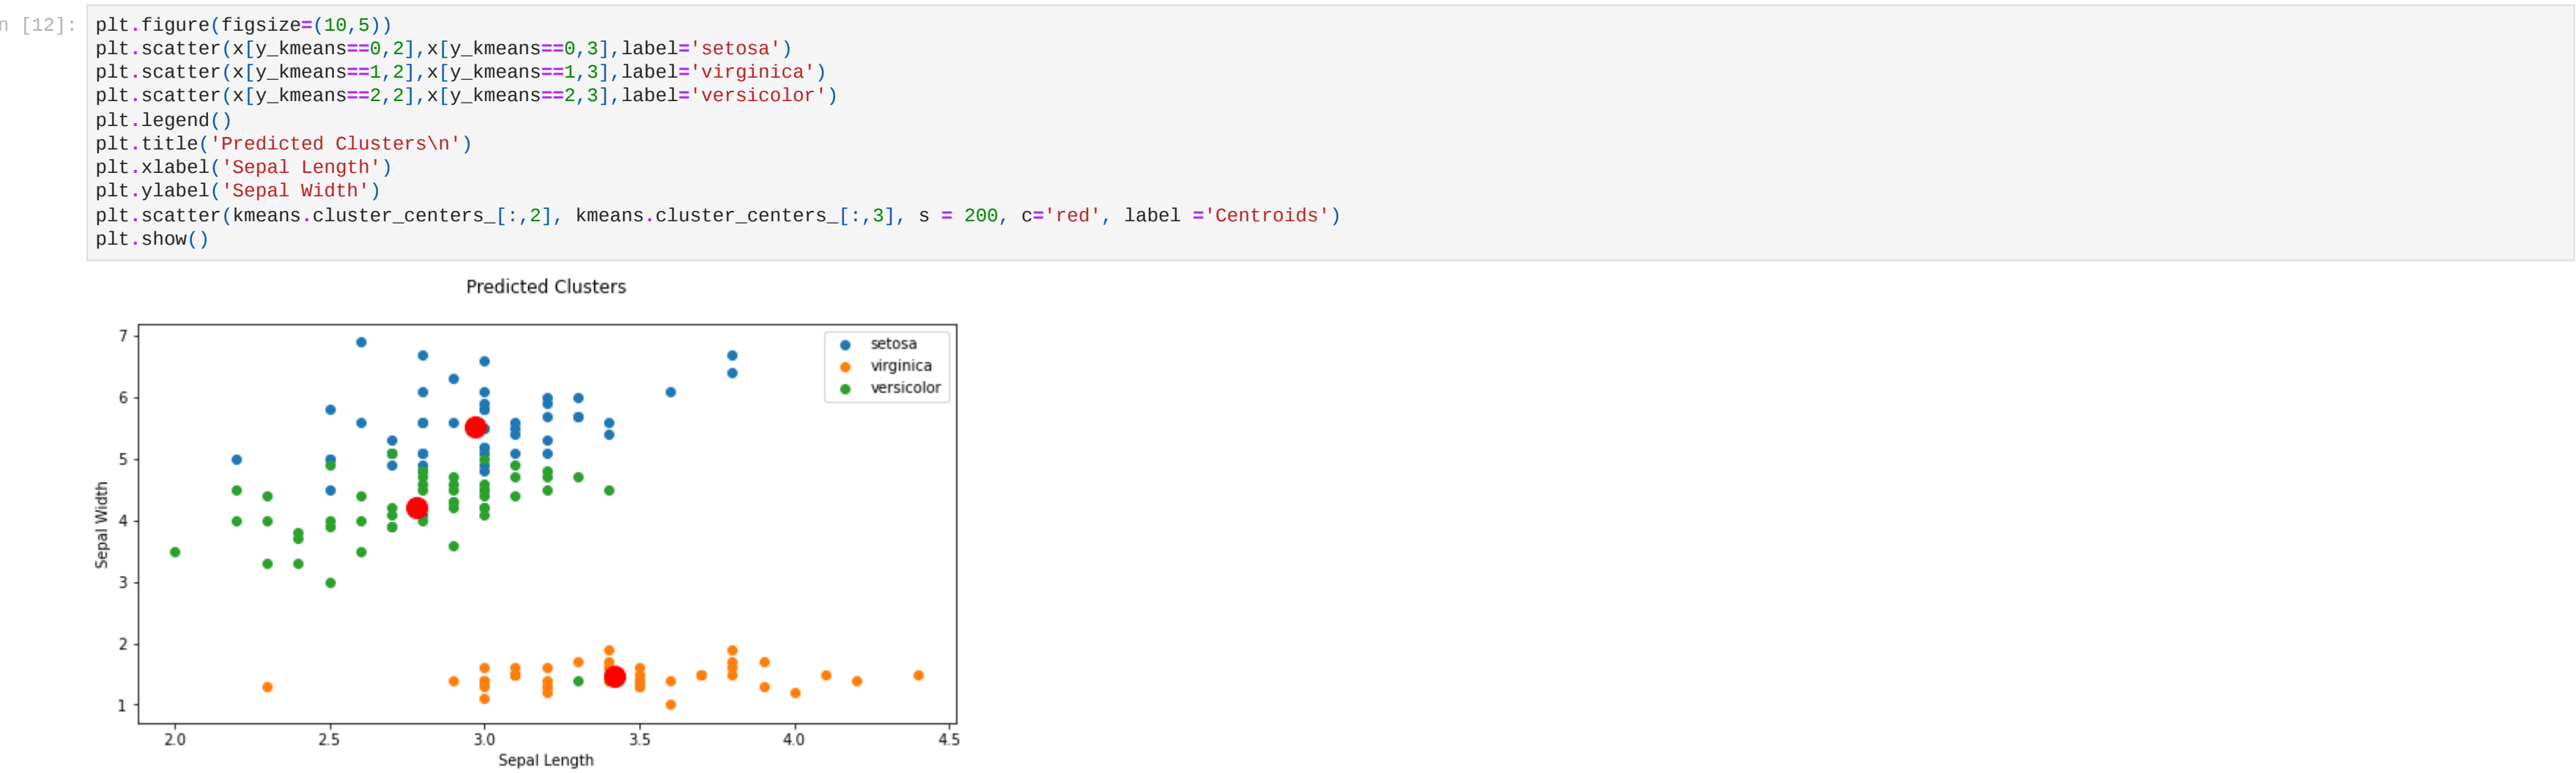 n [12]:
plt.figure(figsize=(10,5))
plt.scatter(x[y_kmeans==0,2],x[y_kmeans==0,3],label='setosa')
plt.scatter(x[y_kmeans==1,2],x[y_kmeans==1,3],label='virginica')
plt.scatter(x[y_kmeans==2,2],x[y_kmeans==2,3],label='versicolor')
plt.legend()
plt.title('Predicted Clusters\n')
plt.xlabel('Sepal Length')
plt.ylabel('Sepal Width')
plt.scatter(kmeans.cluster_centers_[:,2], kmeans.cluster_centers_[:,3], s = 200, c='red', label ='Centroids')
plt.show()
Predicted Clusters
setosa
virginica
versicolor
7
6
5
4
3
2
1
Sepal Width
2.0 2.5 3.0 3.5 4.0 4.5
Sepal Length